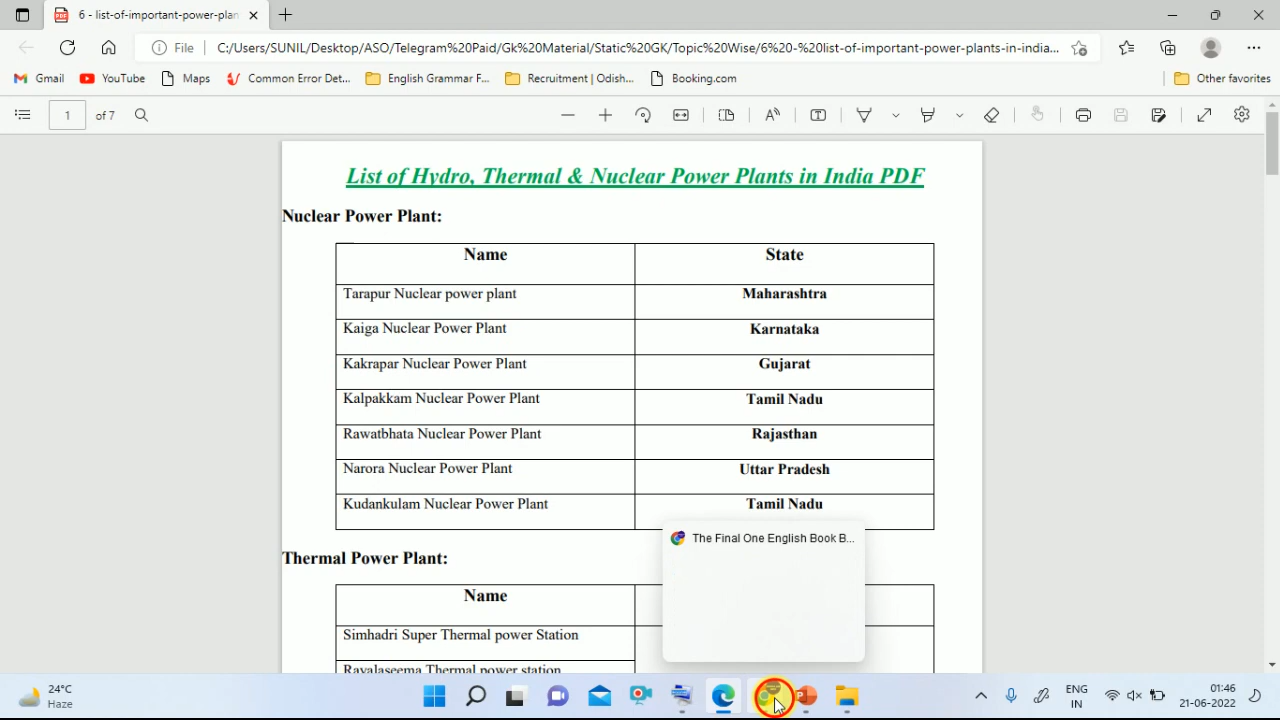 6 - list-of-important-power-plan
File
C:/Users/SUNIL/Desktop/ASO/Telegram%20Paid/Gk%20Material/Static%20GK/Topic%20Wise/6%20-%20list-of-important-power-plants-in-india...
Gmail
YouTube
Maps
Common Error Det...
English Grammar F...
Recruitment | Odish...
Booking.com
Other favorites
1 of 7
List of Hydro, Thermal & Nuclear Power Plants in India PDF
Nuclear Power Plant:
Name State
Tarapur Nuclear power plant Maharashtra
Kaiga Nuclear Power Plant Karnataka
Kakrapar Nuclear Power Plant Gujarat
Kalpakkam Nuclear Power Plant Tamil Nadu
Rawatbhata Nuclear Power Plant Rajasthan
Narora Nuclear Power Plant Uttar Pradesh
Kudankulam Nuclear Power Plant Tamil Nadu
The Final One English Book B...
Thermal Power Plant:
Name
Simhadri Super Thermal power Station
Rayalaseema Thermal power station
24°C
Haze
ENG
IN
01:46
21-06-2022